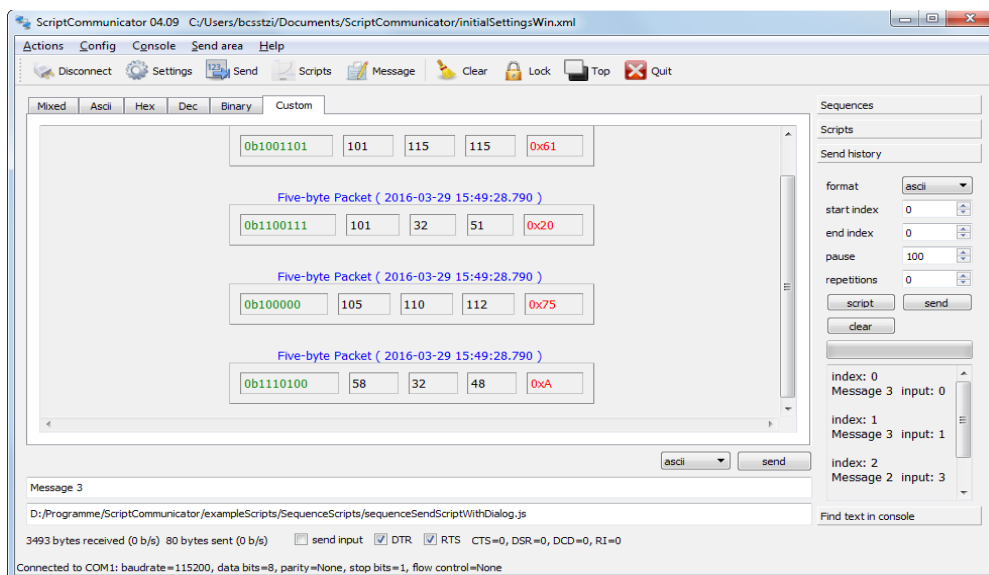 ScriptCommunicator 04.09 C:/Users/bcsstzi/Documents/ScriptCommunicator/initialSettingsWin.xml
Actions Config Console Send area Help
Disconnect Settings 123 Send Scripts Message Clear Lock Top Quit
Mixed Ascii Hex Dec Binary Custom
0b1001101 101 115 115 0x61
Five-byte Packet ( 2016-03-29 15:49:28.790 )
0b1100111 101 32 51 0x20
Five-byte Packet ( 2016-03-29 15:49:28.790 )
0b100000 105 110 112 0x75
Five-byte Packet ( 2016-03-29 15:49:28.790 )
0b1110100 58 32 48 0xA
ascii send
Message 3
D:/Programme/ScriptCommunicator/exampleScripts/SequenceScripts/sequenceSendScriptWithDialog.js
3493 bytes received (0 b/s) 80 bytes sent (0 b/s) send input DTR RTS CTS=0, DSR=0, DCD=0, RI=0
Connected to COM1: baudrate=115200, data bits=8, parity=None, stop bits=1, flow control=None
Sequences
Scripts
Send history
format ascii
start index 0
end index 0
pause 100
repetitions 0
script send
clear
index: 0
Message 3 input: 0
index: 1
Message 3 input: 1
index: 2
Message 2 input: 3
Find text in console